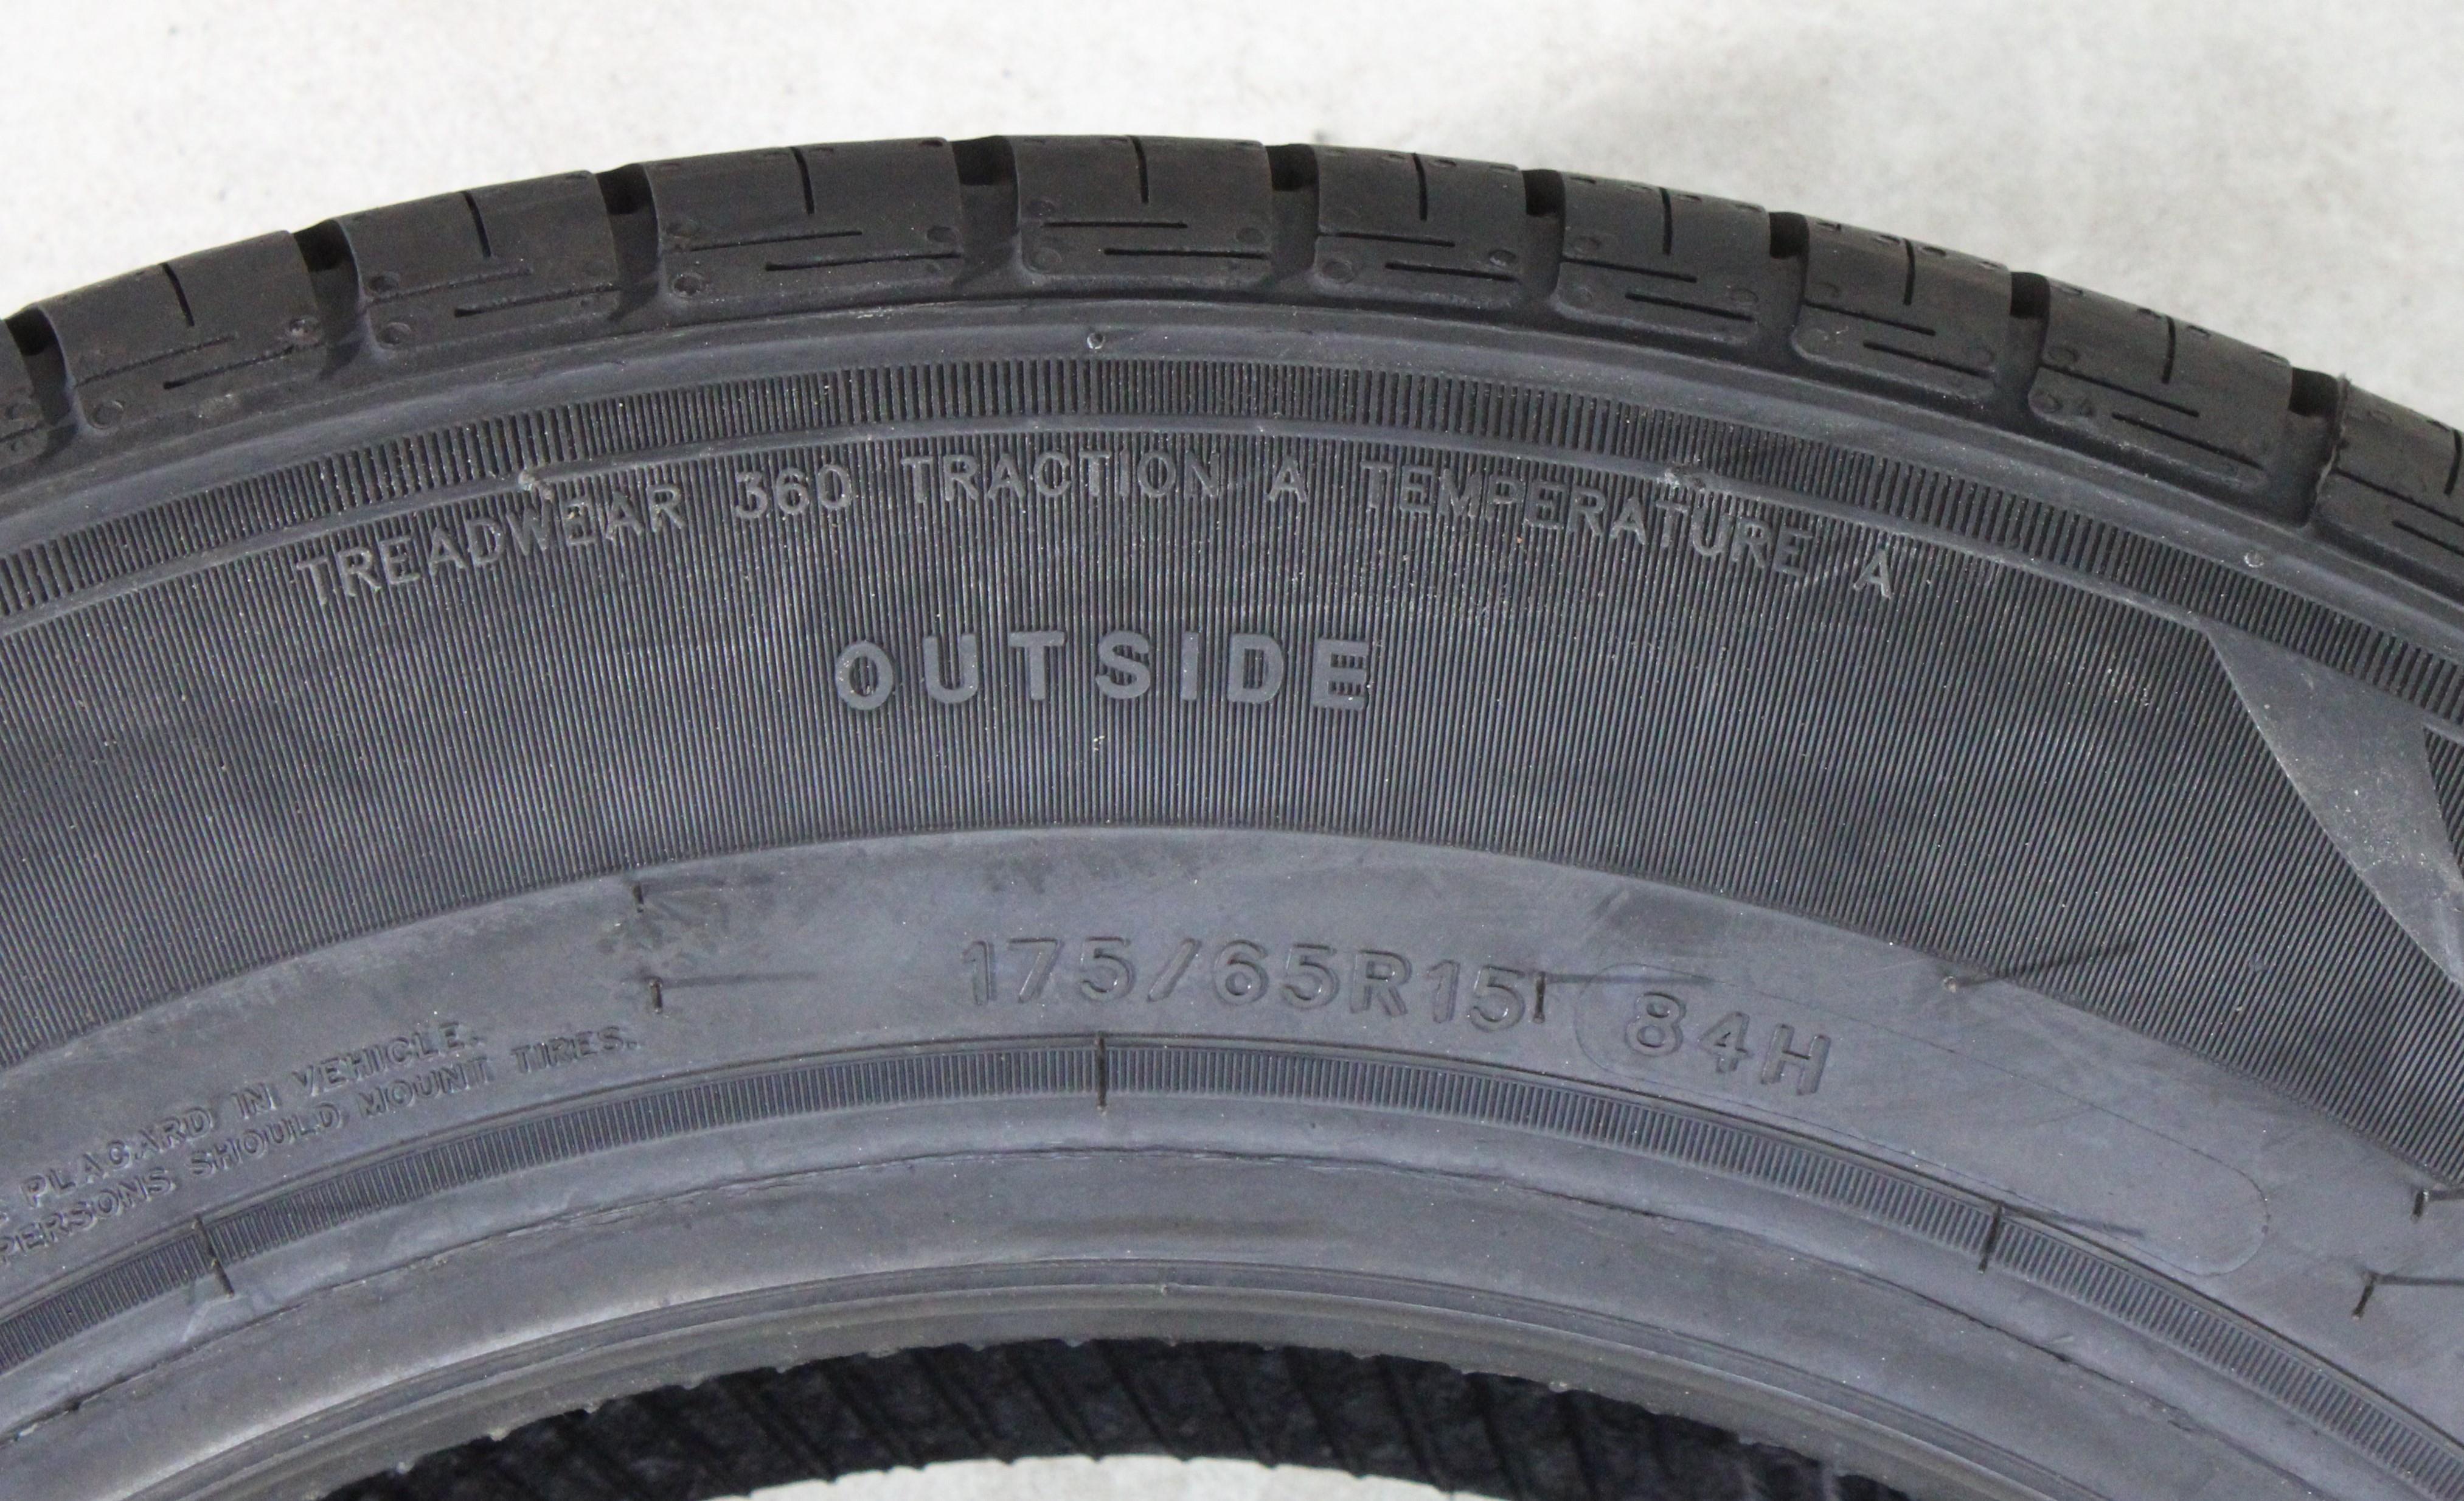 TREADWEAR 360 TRACTION A TEMPERATURE A
OUTSIDE
175/65R15 84H
PLACARD IN VEHICLE.
PERSONS SHOULD MOUNT TIRES.